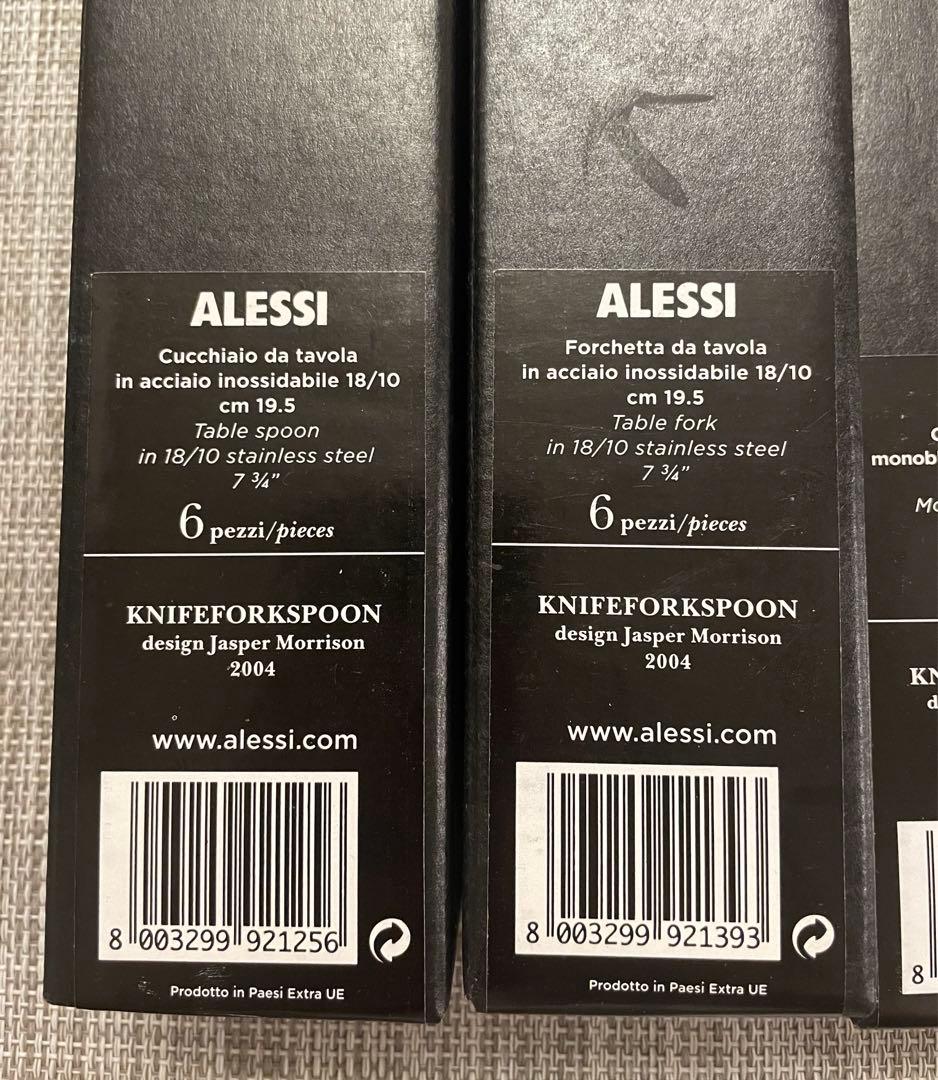 ALESSI
Cucchiaio da tavola
in acciaio inossidabile 18/10
cm 19.5
Table spoon
in 18/10 stainless steel
7 ¾”
6 pezzi/pieces
KNIFEFORKSPOON
design Jasper Morrison
2004
www.alessi.com
8 003299 921256
Prodotto in Paesi Extra UE
ALESSI
Forchetta da tavola
in acciaio inossidabile 18/10
cm 19.5
Table fork
in 18/10 stainless steel
7 ¾”
6 pezzi/pieces
KNIFEFORKSPOON
design Jasper Morrison
2004
www.alessi.com
8 003299 921393
Prodotto in Paesi Extra UE
8